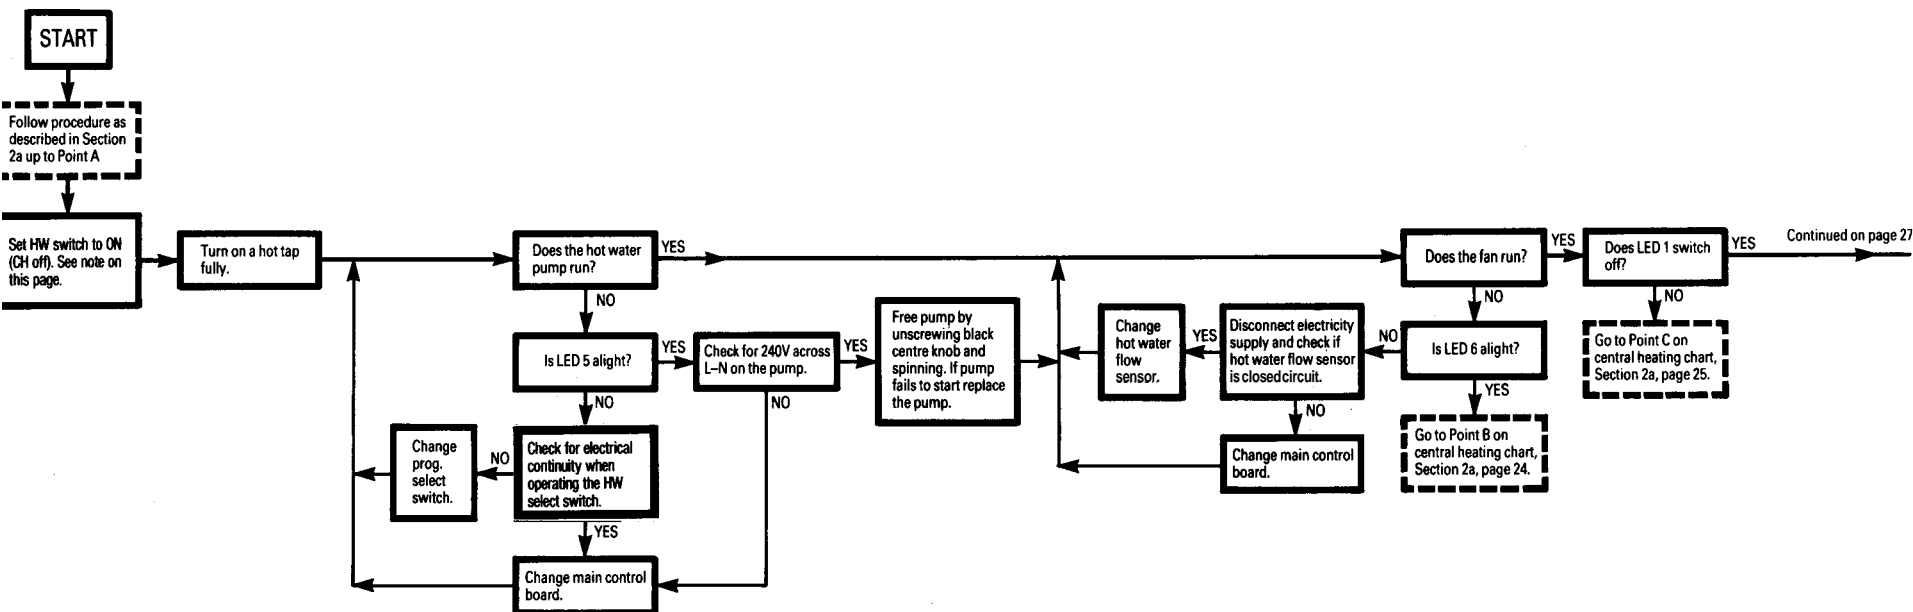 START
Follow procedure as
described in Section
2a up to Point A
Set HW switch to ON
(CH off). See note on
this page.
Turn on a hot tap
fully.
Does the hot water
pump run?
YES
NO
Is LED 5 alight?
YES
NO
Check for 240V across
L–N on the pump.
YES
NO
Free pump by
unscrewing black
centre knob and
spinning. If pump
fails to start replace
the pump.
Check for electrical
continuity when
operating the HW
select switch.
NO
YES
Change
prog.
select
switch.
Change main control
board.
Does the fan run?
YES
NO
Does LED 1 switch
off?
YES
NO
Continued on page 27
Is LED 6 alight?
NO
YES
Disconnect electricity
supply and check if
hot water flow sensor
is closed circuit.
YES
NO
Change
hot water
flow
sensor.
Change main control
board.
Go to Point B on
central heating chart,
Section 2a, page 24.
Go to Point C on
central heating chart,
Section 2a, page 25.